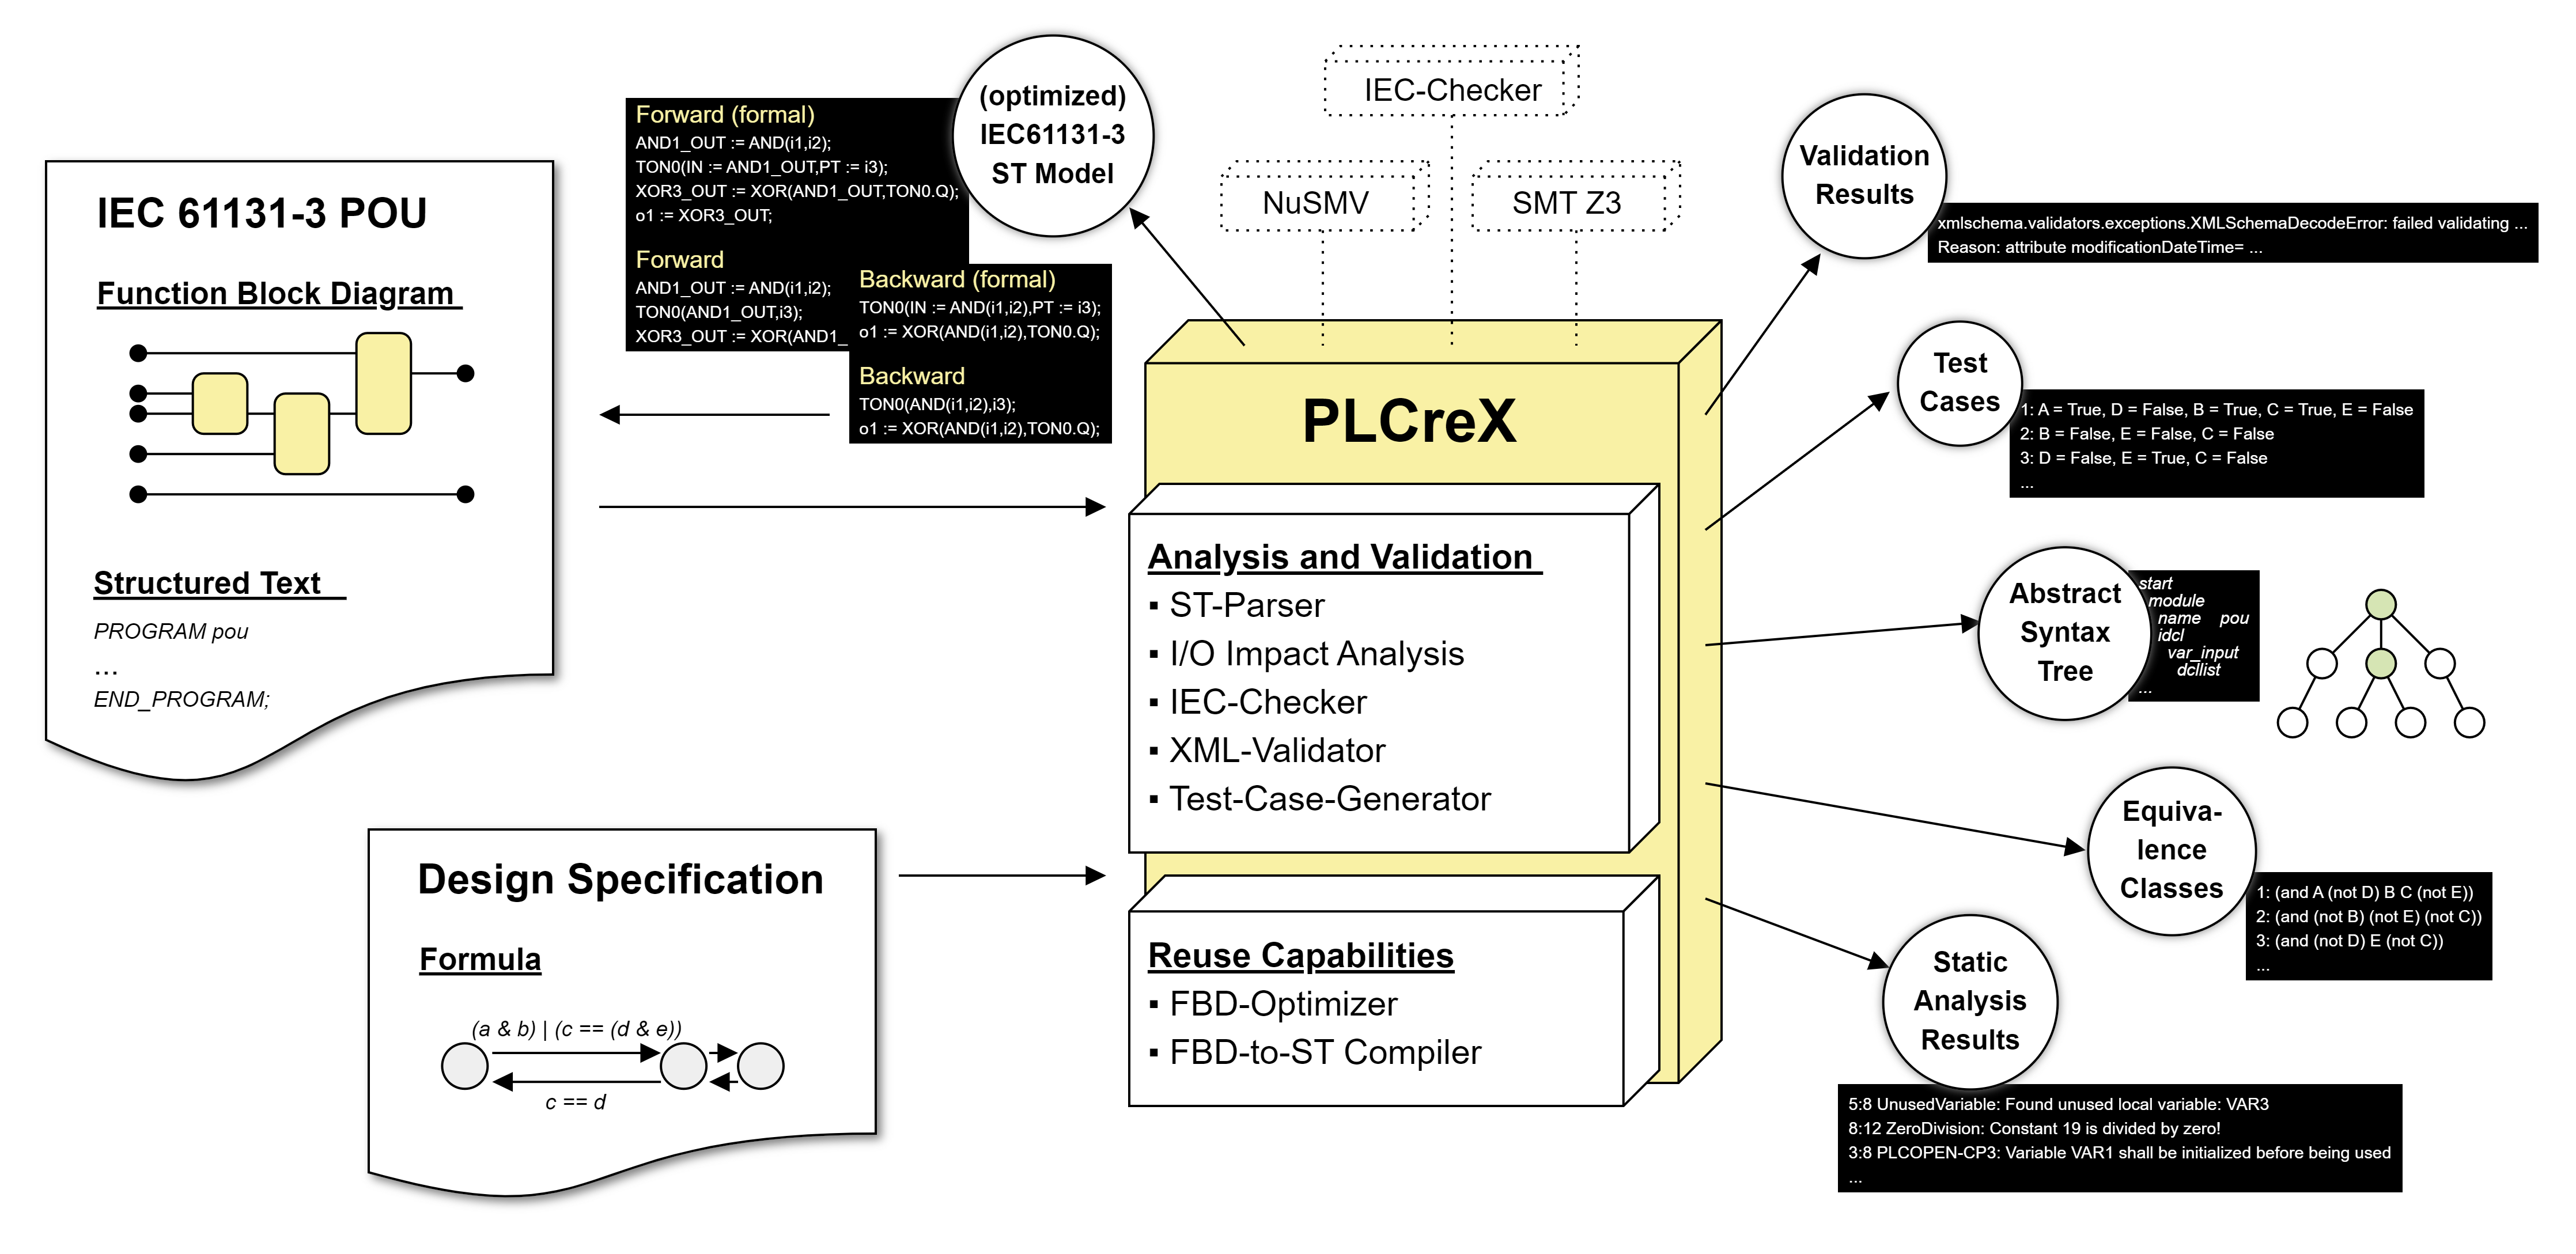 IEC 61131-3 POU
Function Block Diagram
Structured Text
PROGRAM pou
...
END_PROGRAM;
Design Specification
Formula
(a & b) | (c == (d & e))
c == d
Forward (formal)
AND1_OUT := AND(i1,i2);
TON0(IN := AND1_OUT,PT := i3);
XOR3_OUT := XOR(AND1_OUT,TON0.Q);
o1 := XOR3_OUT;
Forward
AND1_OUT := AND(i1,i2);
TON0(AND1_OUT,i3);
XOR3_OUT := XOR(AND1_
Backward (formal)
TON0(IN := AND(i1,i2),PT := i3);
o1 := XOR(AND(i1,i2),TON0.Q);
Backward
TON0(AND(i1,i2),i3);
o1 := XOR(AND(i1,i2),TON0.Q);
(optimized)
IEC61131-3
ST Model
IEC-Checker
NuSMV
SMT Z3
PLCreX
Analysis and Validation
▪ ST-Parser
▪ I/O Impact Analysis
▪ IEC-Checker
▪ XML-Validator
▪ Test-Case-Generator
Reuse Capabilities
▪ FBD-Optimizer
▪ FBD-to-ST Compiler
Validation
Results
xmlschema.validators.exceptions.XMLSchemaDecodeError: failed validating ...
Reason: attribute modificationDateTime= ...
Test
Cases
1: A = True, D = False, B = True, C = True, E = False
2: B = False, E = False, C = False
3: D = False, E = True, C = False
...
Abstract
Syntax
Tree
start
module
name pou
idcl
var_input
dcllist
...
Equiva-
lence
Classes
1: (and A (not D) B C (not E))
2: (and (not B) (not E) (not C))
3: (and (not D) E (not C))
...
Static
Analysis
Results
5:8 UnusedVariable: Found unused local variable: VAR3
8:12 ZeroDivision: Constant 19 is divided by zero!
3:8 PLCOPEN-CP3: Variable VAR1 shall be initialized before being used
...